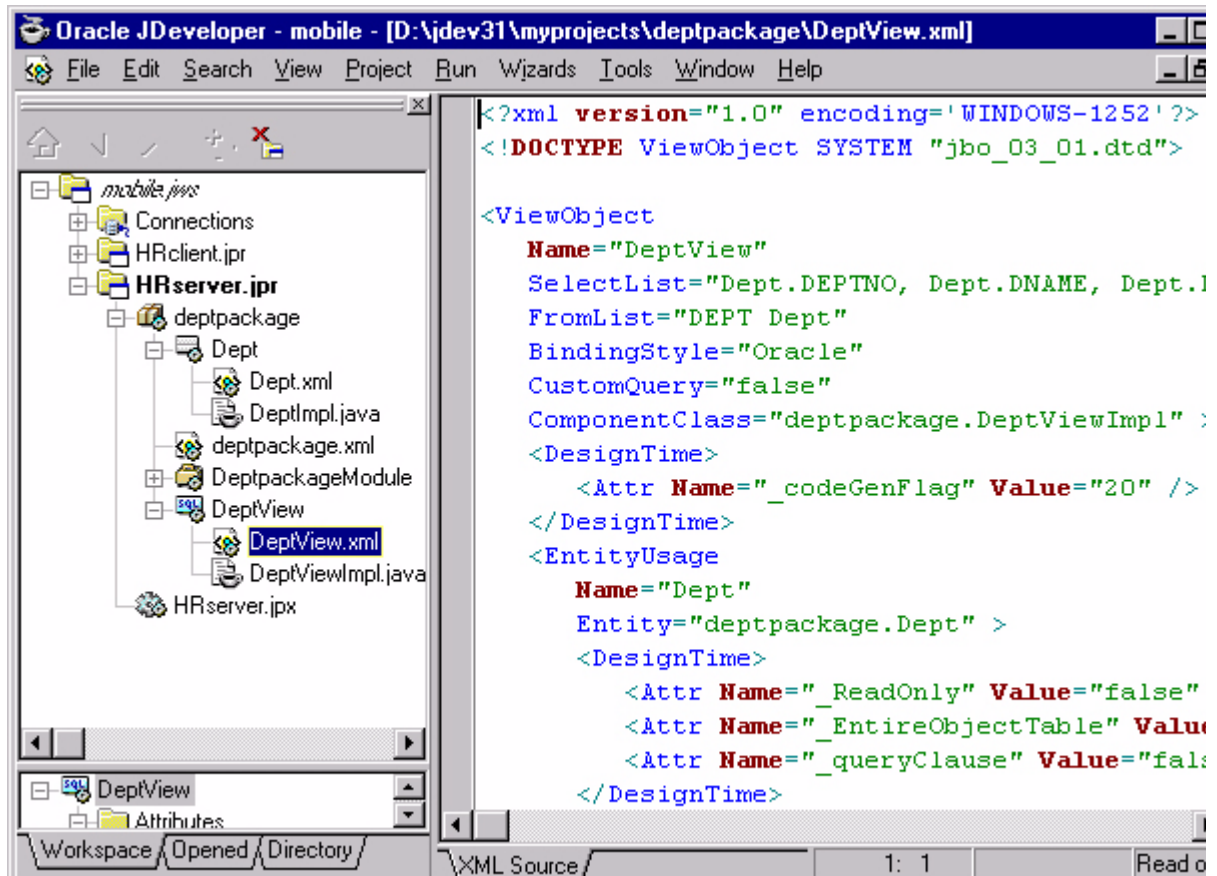 Oracle JDeveloper - mobile - [D:\jdev31\myprojects\deptpackage\DeptView.xml]
File Edit Search View Project Run Wizards Tools Window Help
mobile.jws
Connections
HRclient.jpr
HRserver.jpr
deptpackage
Dept
Dept.xml
DeptImpl.java
deptpackage.xml
DeptpackageModule
SQL DeptView
DeptView.xml
DeptViewImpl.java
HRserver.jpx
SQL DeptView
Attributes
Workspace Opened Directory
<?xml version="1.0" encoding='WINDOWS-1252'?>
<!DOCTYPE ViewObject SYSTEM "jbo_03_01.dtd">
<ViewObject
Name="DeptView"
SelectList="Dept.DEPTNO, Dept.DNAME, Dept.
FromList="DEPT Dept"
BindingStyle="Oracle"
CustomQuery="false"
ComponentClass="deptpackage.DeptViewImpl" >
<DesignTime>
<Attr Name="_codeGenFlag" Value="20" />
</DesignTime>
<EntityUsage
Name="Dept"
Entity="deptpackage.Dept" >
<DesignTime>
<Attr Name="_ReadOnly" Value="false"
<Attr Name="_EntireObjectTable" Value
<Attr Name="_queryClause" Value="fals
</DesignTime>
XML Source 1: 1 Read o